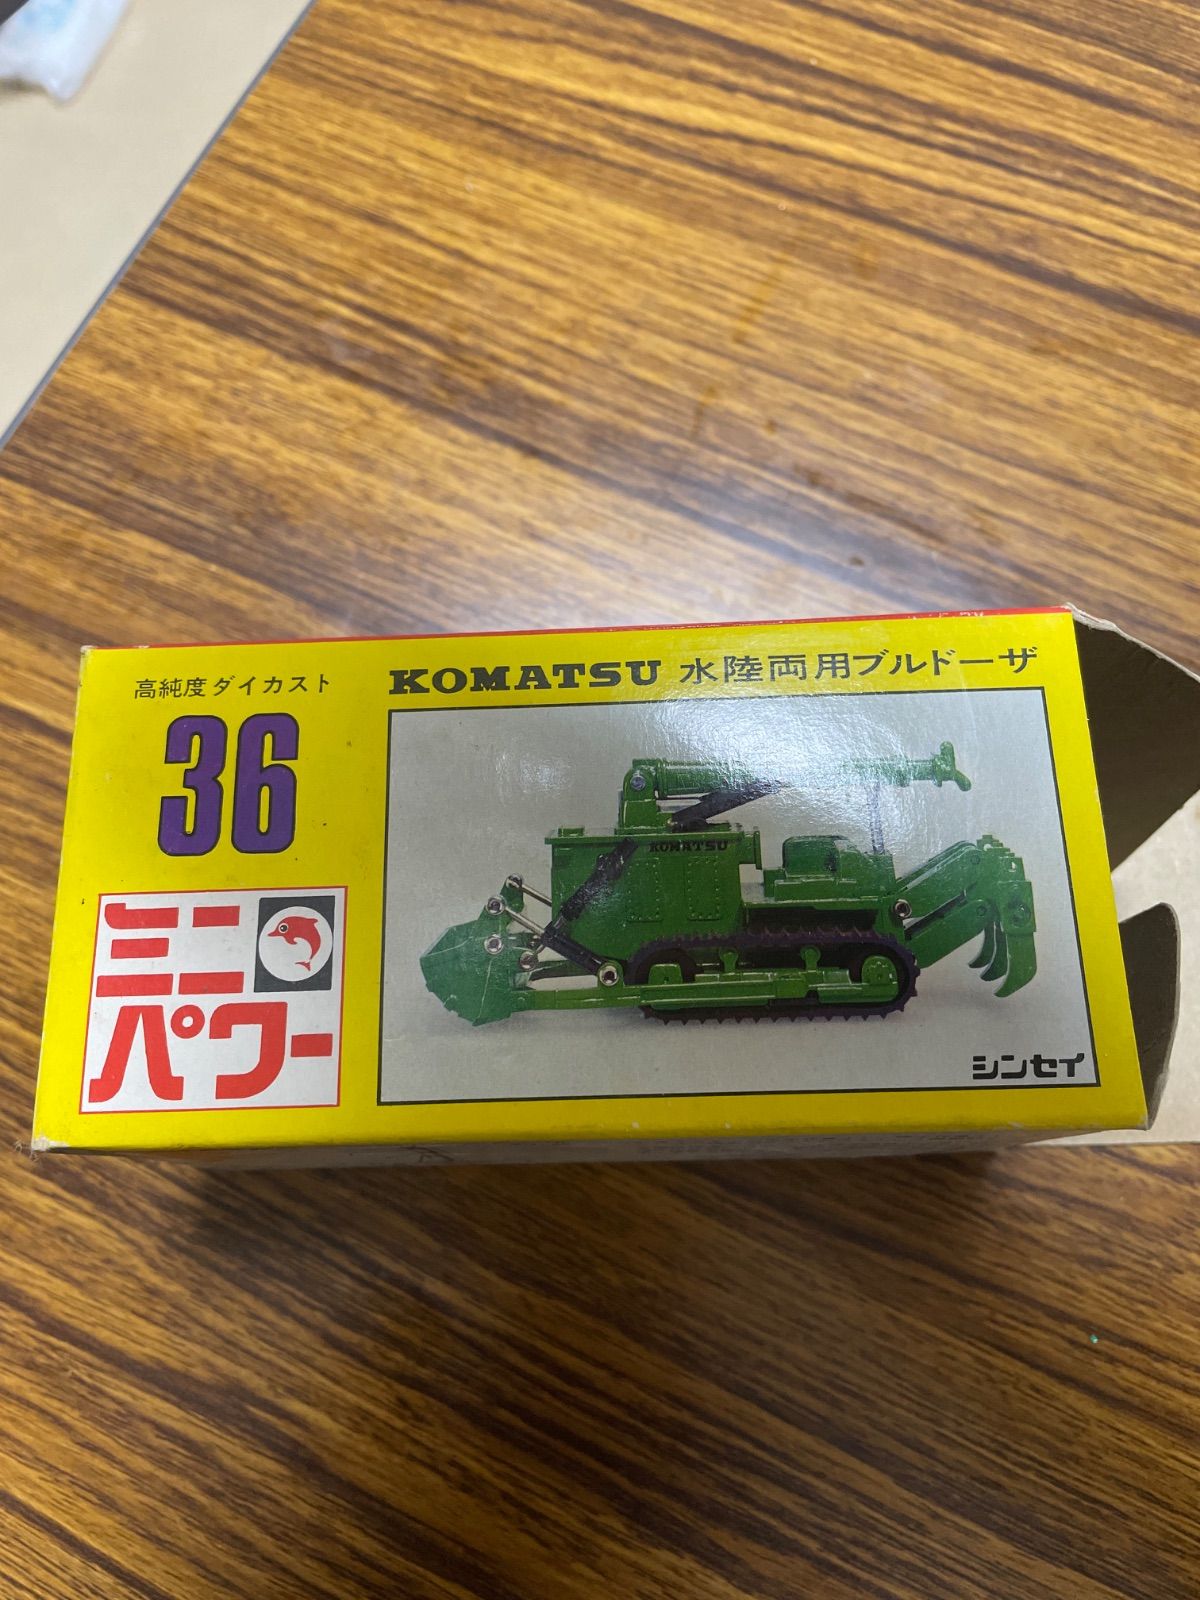 高純度ダイカスト
36
ミニ
パワー
KOMATSU 水陸両用ブルドーザ
KOMATSU
シンセイ